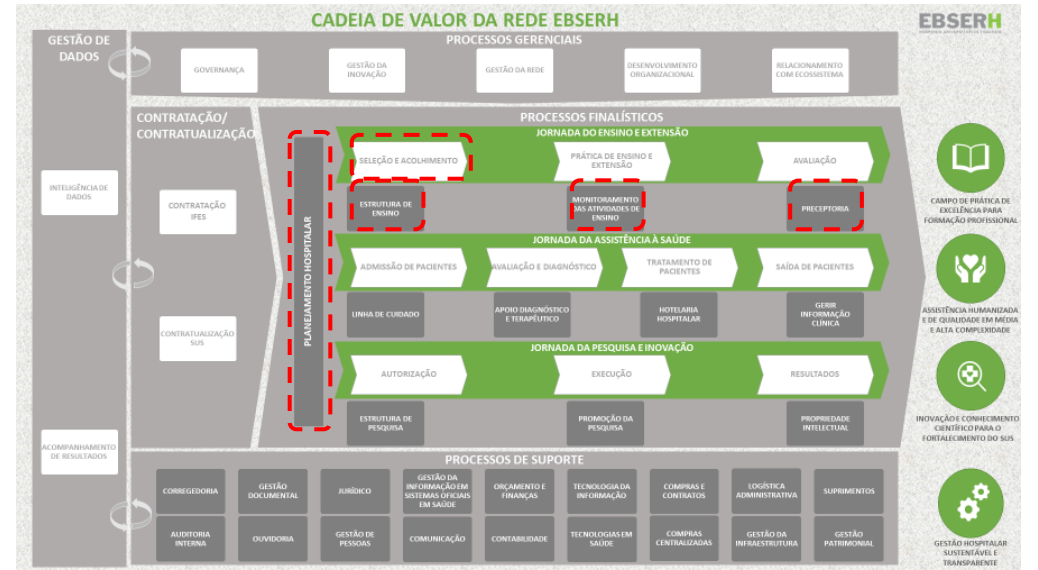 CADEIA DE VALOR DA REDE EBSERH
EBSERH
GESTÃO DE
DADOS
PROCESSOS GERENCIAIS
GOVERNANÇA
GESTÃO DA
INOVAÇÃO
GESTÃO DA REDE
DESENVOLVIMENTO
ORGANIZACIONAL
RELACIONAMENTO
COM ECOSSISTEMA
INTELIGÊNCIA DE
DADOS
ACOMPANHAMENTO
DE RESULTADOS
CONTRATAÇÃO/
CONTRATUALIZAÇÃO
CONTRATAÇÃO
IFES
CONTRATUALIZAÇÃO
SUS
PROCESSOS FINALÍSTICOS
PLANEJAMENTO HOSPITALAR
JORNADA DO ENSINO E EXTENSÃO
SELEÇÃO E ACOLHIMENTO
PRÁTICA DE ENSINO E
EXTENSÃO
AVALIAÇÃO
ESTRUTURA DE
ENSINO
MONITORAMENTO
DAS ATIVIDADES DE
ENSINO
PRECEPTORIA
JORNADA DA ASSISTÊNCIA À SAÚDE
ADMISSÃO DE PACIENTES
AVALIAÇÃO E DIAGNÓSTICO
TRATAMENTO DE
PACIENTES
SAÍDA DE PACIENTES
LINHA DE CUIDADO
APOIO DIAGNÓSTICO
E TERAPÊUTICO
HOTELARIA
HOSPITALAR
GERIR
INFORMAÇÃO
CLÍNICA
JORNADA DA PESQUISA E INOVAÇÃO
AUTORIZAÇÃO
EXECUÇÃO
RESULTADOS
ESTRUTURA DE
PESQUISA
PROMOÇÃO DA
PESQUISA
PROPRIEDADE
INTELECTUAL
CAMPO DE PRÁTICA DE
EXCELÊNCIA PARA
FORMAÇÃO PROFISSIONAL
ASSISTÊNCIA HUMANIZADA
E DE QUALIDADE EM MÉDIA
E ALTA COMPLEXIDADE
INOVAÇÃO E CONHECIMENTO
CIENTÍFICO PARA O
FORTALECIMENTO DO SUS
GESTÃO HOSPITALAR
SUSTENTÁVEL E
TRANSPARENTE
PROCESSOS DE SUPORTE
CORREGEDORIA
GESTÃO
DOCUMENTAL
JURÍDICO
GESTÃO DA
INFORMAÇÃO EM
SISTEMAS OFICIAIS
EM SAÚDE
ORÇAMENTO E
FINANÇAS
TECNOLOGIA DA
INFORMAÇÃO
COMPRAS E
CONTRATOS
LOGÍSTICA
ADMINISTRATIVA
SUPRIMENTOS
AUDITORIA
INTERNA
OUVIDORIA
GESTÃO DE
PESSOAS
COMUNICAÇÃO
CONTABILIDADE
TECNOLOGIAS EM
SAÚDE
COMPRAS
CENTRALIZADAS
GESTÃO DA
INFRAESTRUTURA
GESTÃO
PATRIMONIAL